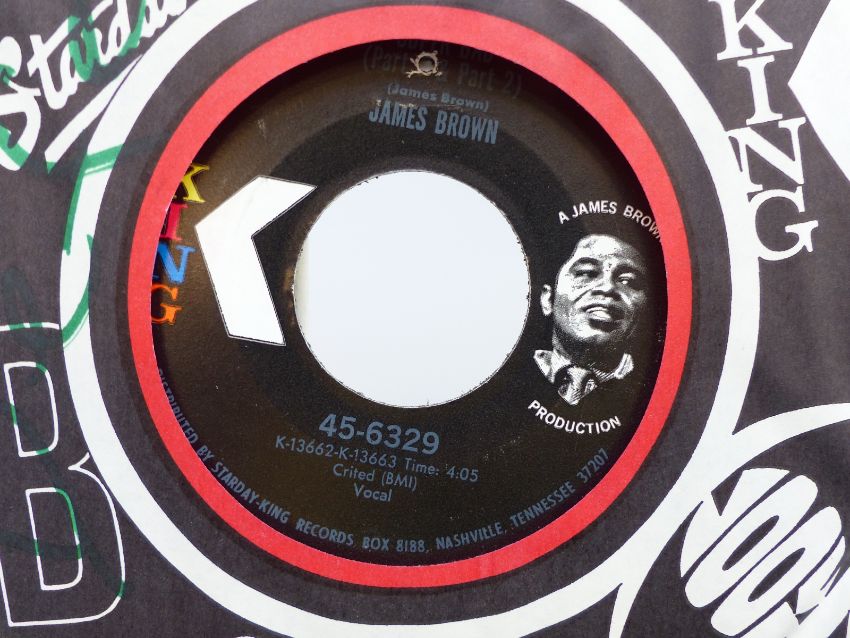 Starday
KING
(Part 1 & Part 2)
(James Brown)
JAMES BROWN
KING
A JAMES BROWN
PRODUCTION
45-6329
K-13662-K-13663 Time: 4:05
Crited (BMI)
Vocal
DISTRIBUTED BY STARDAY-KING RECORDS, BOX 8188, NASHVILLE, TENNESSEE 37207
B